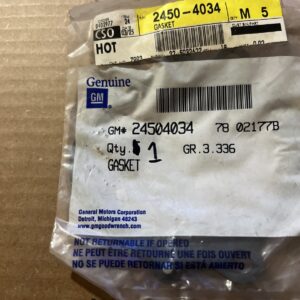 CSO
2450-4034
GASKET
M 5
HOT
Genuine
GM
GM# 24504034 78 02177B
Qty. 1 GR.3.336
GASKET
General Motors Corporation
Detroit, Michigan 48243
www.gmgoodwrench.com
NOT RETURNABLE IF OPENED
NE PEUT ÊTRE RETOURNÉ UNE FOIS OUVERT
NO SE PUEDE REGRESAR SI ESTÁ ABIERTO